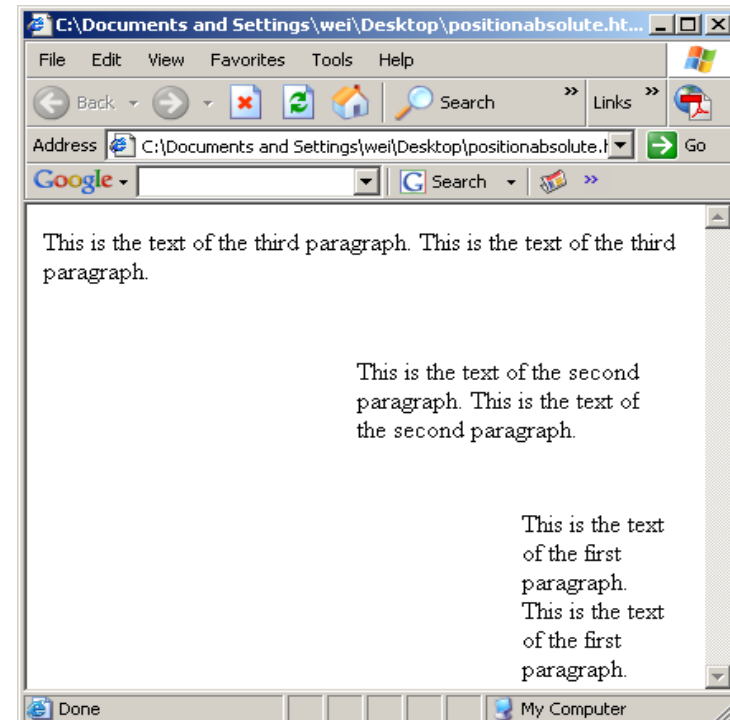 C:\Documents and Settings\wei\Desktop\positionabsolute.ht...
File Edit View Favorites Tools Help
Back Search » Links »
Address C:\Documents and Settings\wei\Desktop\positionabsolute.h Go
Google G Search »
This is the text of the third paragraph. This is the text of the third
paragraph.
This is the text of the second
paragraph. This is the text of
the second paragraph.
This is the text
of the first
paragraph.
This is the text
of the first
paragraph.
Done My Computer